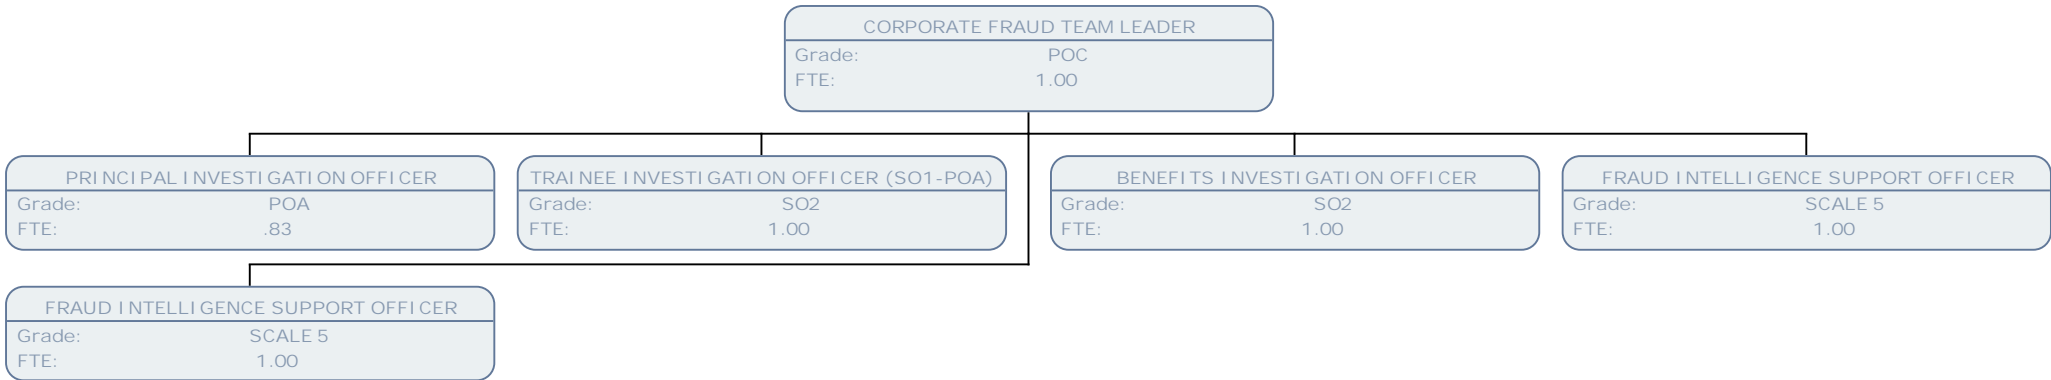 CORPORATE FRAUD TEAM LEADER
Grade: POC
FTE: 1.00
PRINCIPAL INVESTIGATION OFFICER
Grade: POA
FTE: .83
TRAINEE INVESTIGATION OFFICER (SO1-POA)
Grade: SO2
FTE: 1.00
BENEFITS INVESTIGATION OFFICER
Grade: SO2
FTE: 1.00
FRAUD INTELLIGENCE SUPPORT OFFICER
Grade: SCALE 5
FTE: 1.00
FRAUD INTELLIGENCE SUPPORT OFFICER
Grade: SCALE 5
FTE: 1.00